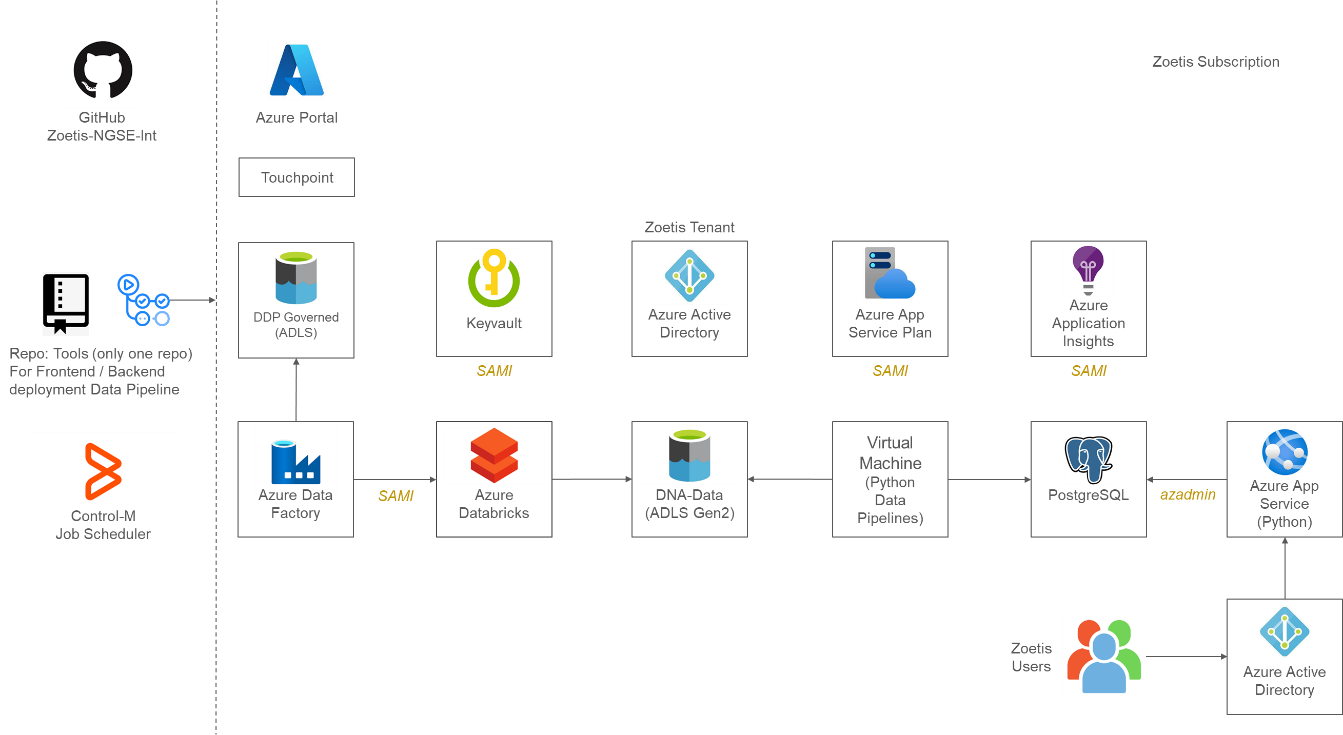 Zoetis Subscription
GitHub
Zoetis-NGSE-Int
Azure Portal
Touchpoint
Zoetis Tenant
DDP Governed
(ADLS)
Keyvault
Azure Active
Directory
Azure App
Service Plan
Azure
Application
Insights
Repo: Tools (only one repo)
For Frontend / Backend
deployment Data Pipeline
SAMI
SAMI
SAMI
Control-M
Job Scheduler
Azure Data
Factory
SAMI
Azure
Databricks
DNA-Data
(ADLS Gen2)
Virtual
Machine
(Python
Data
Pipelines)
PostgreSQL
azadmin
Azure App
Service
(Python)
Zoetis
Users
Azure Active
Directory